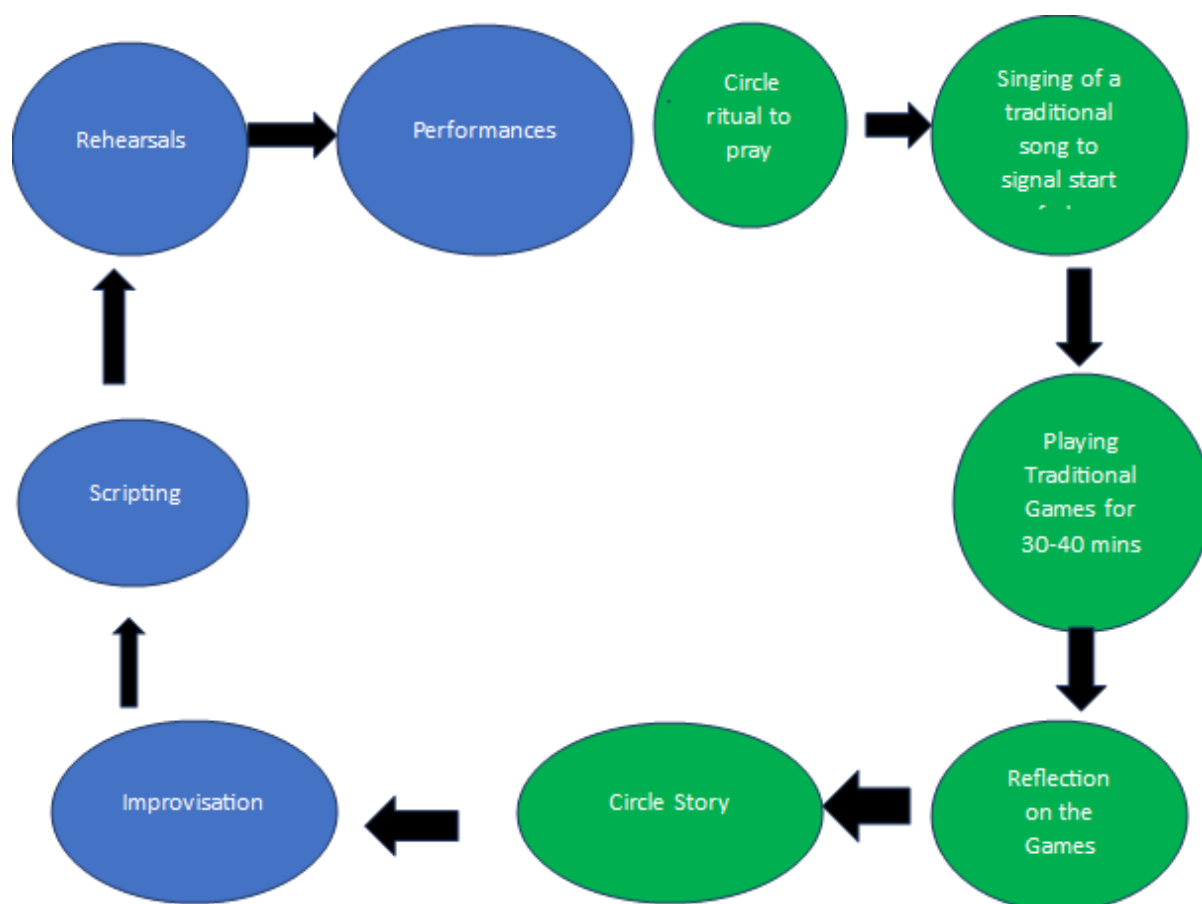 Rehearsals
Performances
Circle
ritual to
pray
Singing of a
traditional
song to
signal start
Playing
Traditional
Games for
30-40 mins
Reflection
on the
Games
Circle Story
Improvisation
Scripting